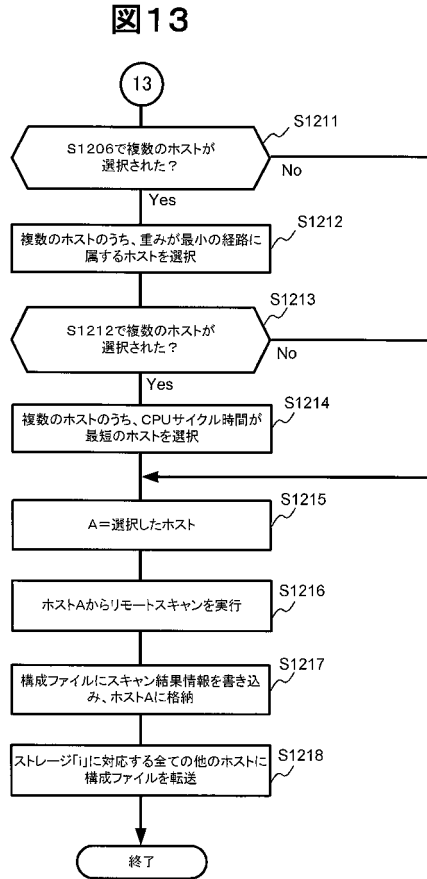 図13
13
S1211
S1206で複数のホストが
選択された?
No
Yes
S1212
複数のホストのうち、重みが最小の経路に
属するホストを選択
S1213
S1212で複数のホストが
選択された?
No
Yes
S1214
複数のホストのうち、CPUサイクル時間が
最短のホストを選択
S1215
A=選択したホスト
S1216
ホストAからリモートスキャンを実行
S1217
構成ファイルにスキャン結果情報を書き込
み、ホストAに格納
S1218
ストレージ「i」に対応する全ての他のホストに
構成ファイルを転送
終了